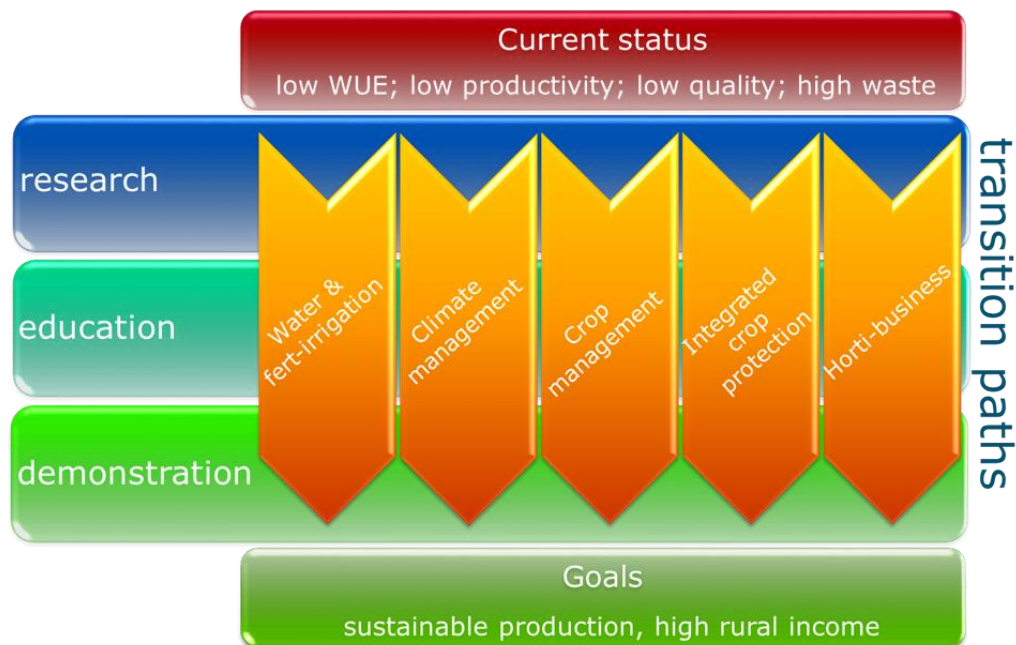 Current status
low WUE; low productivity; low quality; high waste
research
education
demonstration
Water &
fert-irrigation
Climate
management
Crop
management
Integrated
crop
protection
Horti-business
transition paths
Goals
sustainable production, high rural income